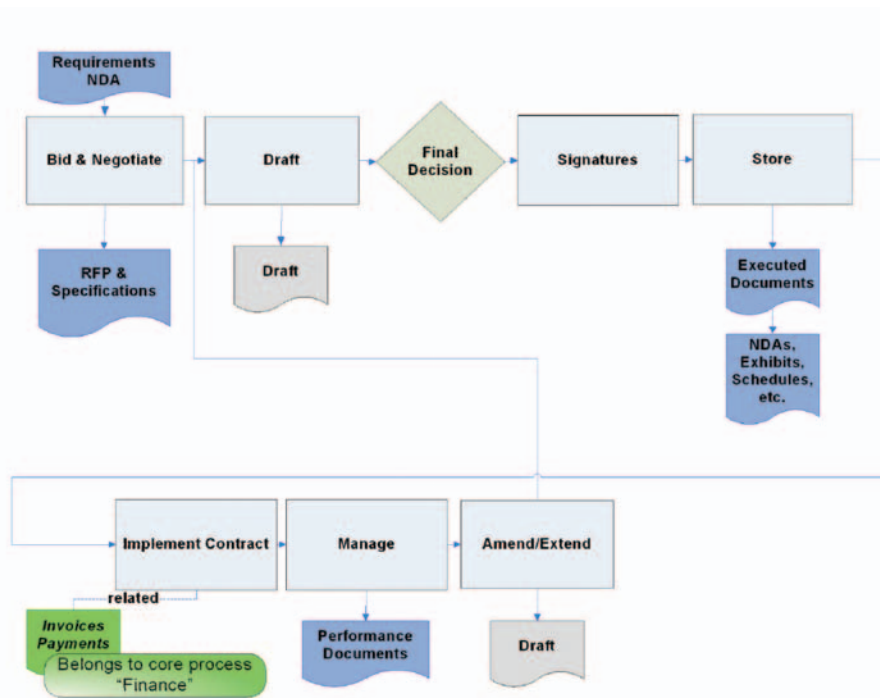 Requirements
NDA
Bid & Negotiate
Draft
Final
Decision
Signatures
Store
RFP &
Specifications
Draft
Executed
Documents
NDAs,
Exhibits,
Schedules,
etc.
Implement Contract
Manage
Amend/Extend
related
Invoices
Payments
Belongs to core process
“Finance”
Performance
Documents
Draft